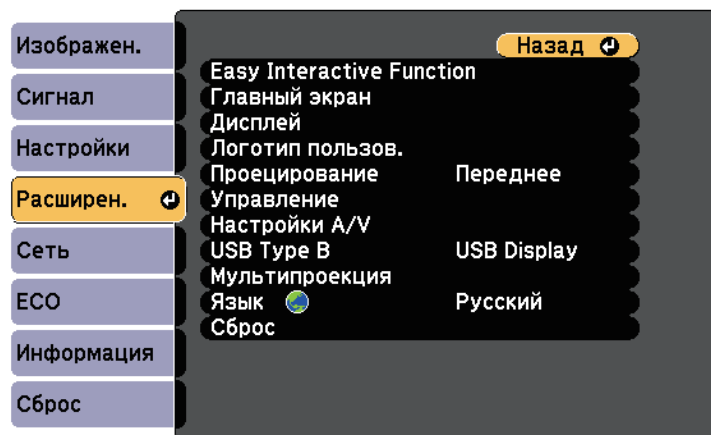 Изображен.
Сигнал
Настройки
Расширен.
Сеть
ECO
Информация
Сброс
Назад
Easy Interactive Function
Главный экран
Дисплей
Логотип пользов.
Проецирование Переднее
Управление
Настройки A/V
USB Type B USB Display
Мультипроекция
Язык Русский
Сброс